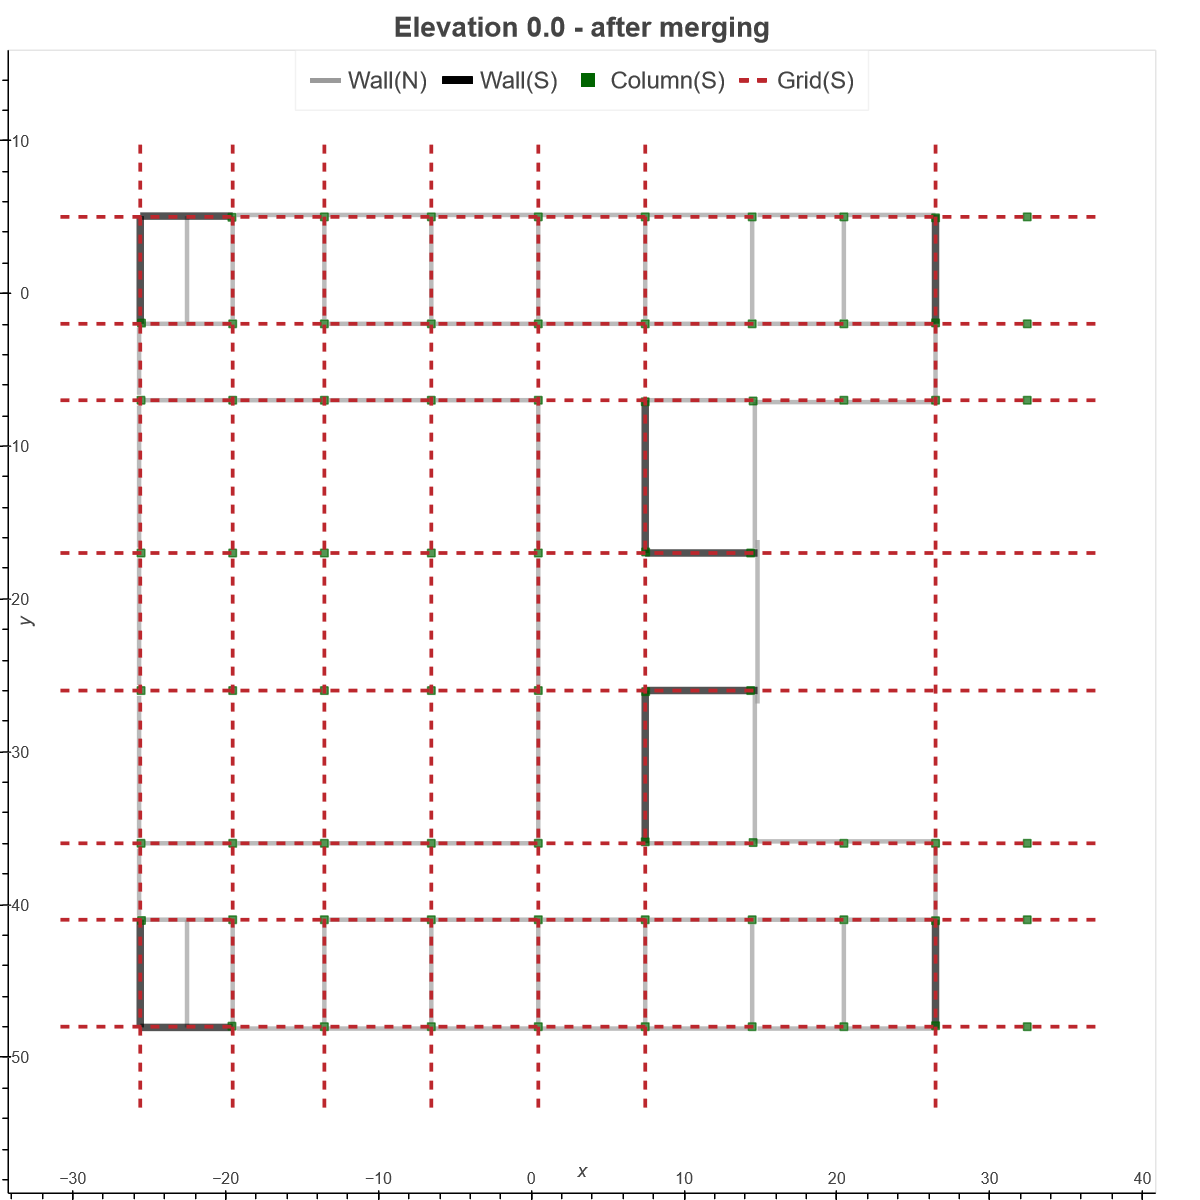 Elevation 0.0 - after merging
Wall(N) Wall(S) Column(S) Grid(S)
10
0
−10
−20
y
−30
−40
−50
x
−30 −20 −10 0 10 20 30 40